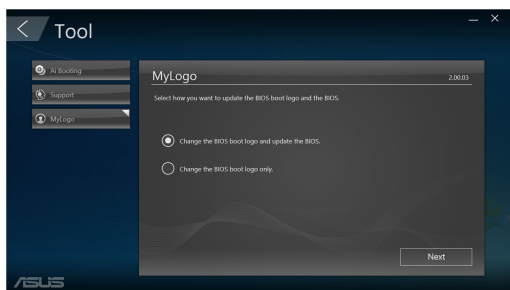 Tool
Ai Booting
Support
MyLogo
MyLogo
2.00.03
Select how you want to update the BIOS boot logo and the BIOS.
Change the BIOS boot logo and update the BIOS.
Change the BIOS boot logo only.
Next
ASUS